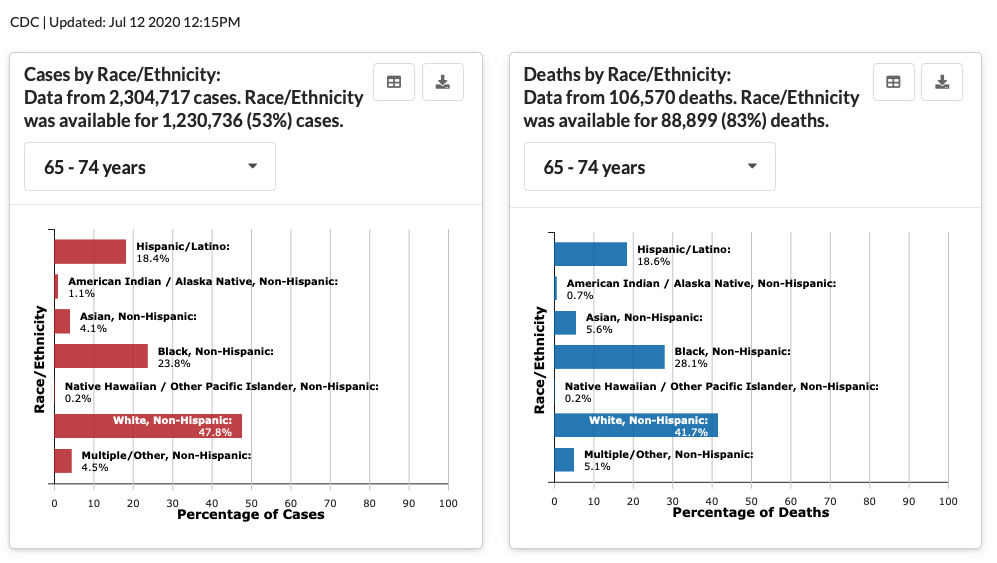 CDC | Updated: Jul 12 2020 12:15PM
Cases by Race/Ethnicity:
Data from 2,304,717 cases. Race/Ethnicity
was available for 1,230,736 (53%) cases.
65 - 74 years
Race/Ethnicity
Hispanic/Latino:
18.4%
American Indian / Alaska Native, Non-Hispanic:
1.1%
Asian, Non-Hispanic:
4.1%
Black, Non-Hispanic:
23.8%
Native Hawaiian / Other Pacific Islander, Non-Hispanic:
0.2%
White, Non-Hispanic:
47.8%
Multiple/Other, Non-Hispanic:
4.5%
0 10 20 30 40 50 60 70 80 90 100
Percentage of Cases
Deaths by Race/Ethnicity:
Data from 106,570 deaths. Race/Ethnicity
was available for 88,899 (83%) deaths.
65 - 74 years
Race/Ethnicity
Hispanic/Latino:
18.6%
American Indian / Alaska Native, Non-Hispanic:
0.7%
Asian, Non-Hispanic:
5.6%
Black, Non-Hispanic:
28.1%
Native Hawaiian / Other Pacific Islander, Non-Hispanic:
0.2%
White, Non-Hispanic:
41.7%
Multiple/Other, Non-Hispanic:
5.1%
0 10 20 30 40 50 60 70 80 90 100
Percentage of Deaths